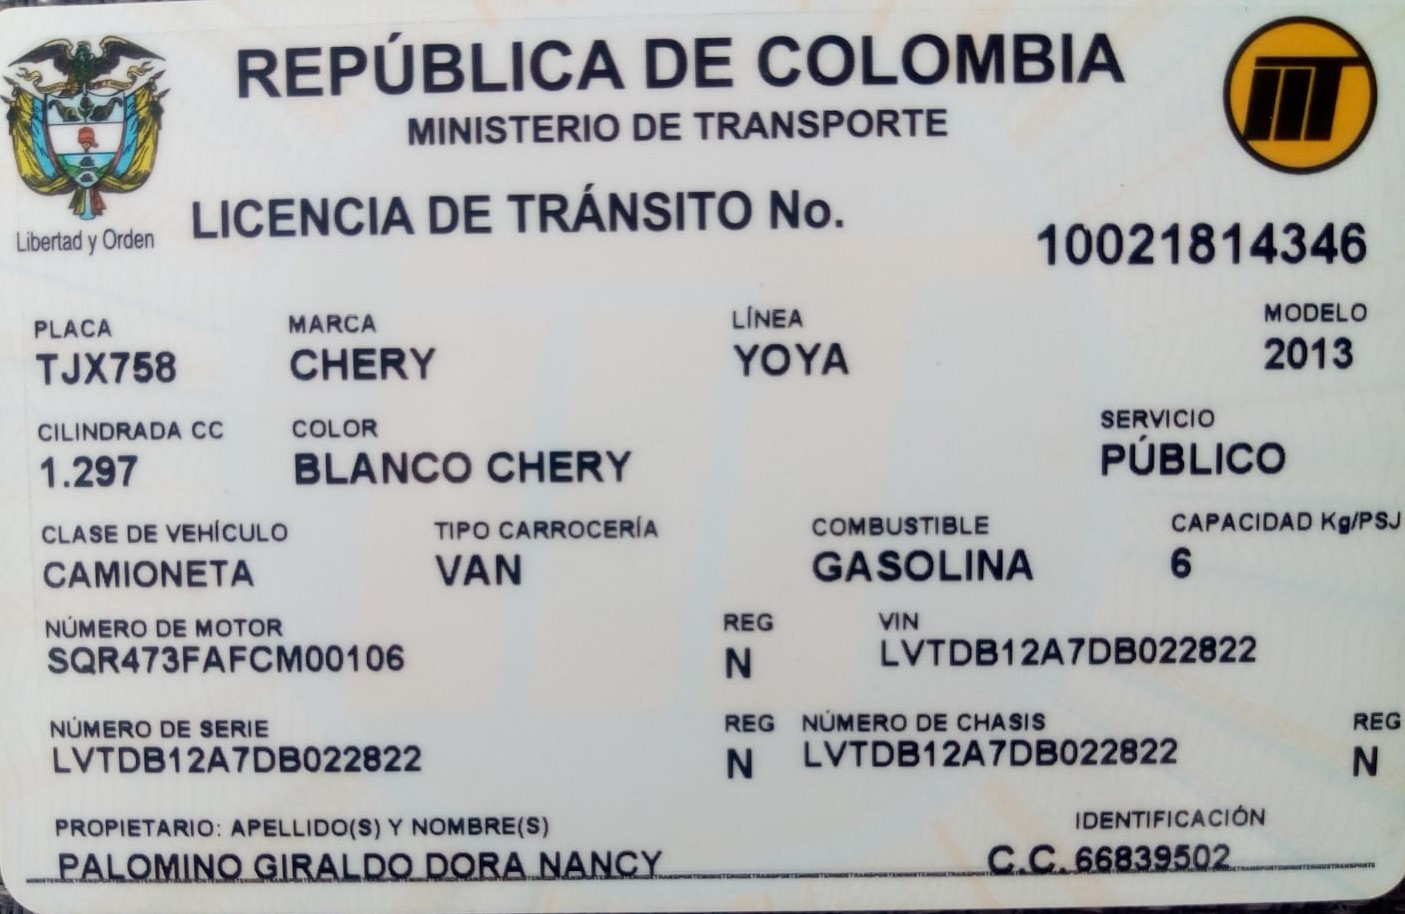 REPÚBLICA DE COLOMBIA
MINISTERIO DE TRANSPORTE
Libertad y Orden
LICENCIA DE TRÁNSITO No.
10021814346
PLACA MARCA LÍNEA MODELO
TJX758 CHERY YOYA 2013
CILINDRADA CC COLOR SERVICIO
1.297 BLANCO CHERY PÚBLICO
CLASE DE VEHÍCULO TIPO CARROCERÍA COMBUSTIBLE CAPACIDAD Kg/PSJ
CAMIONETA VAN GASOLINA 6
NÚMERO DE MOTOR REG VIN
SQR473FAFCM00106 N LVTDB12A7DB022822
NÚMERO DE SERIE REG NÚMERO DE CHASIS REG
LVTDB12A7DB022822 N LVTDB12A7DB022822 N
PROPIETARIO: APELLIDO(S) Y NOMBRE(S) IDENTIFICACIÓN
PALOMINO GIRALDO DORA NANCY C.C. 66839502